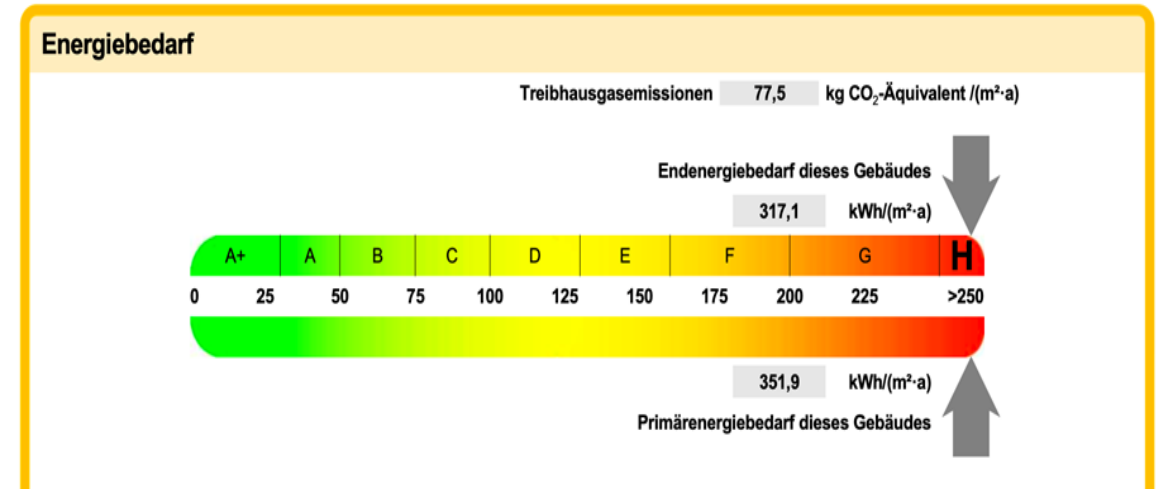 Energiebedarf
Treibhausgasemissionen 77,5 kg CO₂-Äquivalent /(m²·a)
Endenergiebedarf dieses Gebäudes
317,1 kWh/(m²·a)
A+ A B C D E F G H
0 25 50 75 100 125 150 175 200 225 >250
351,9 kWh/(m²·a)
Primärenergiebedarf dieses Gebäudes